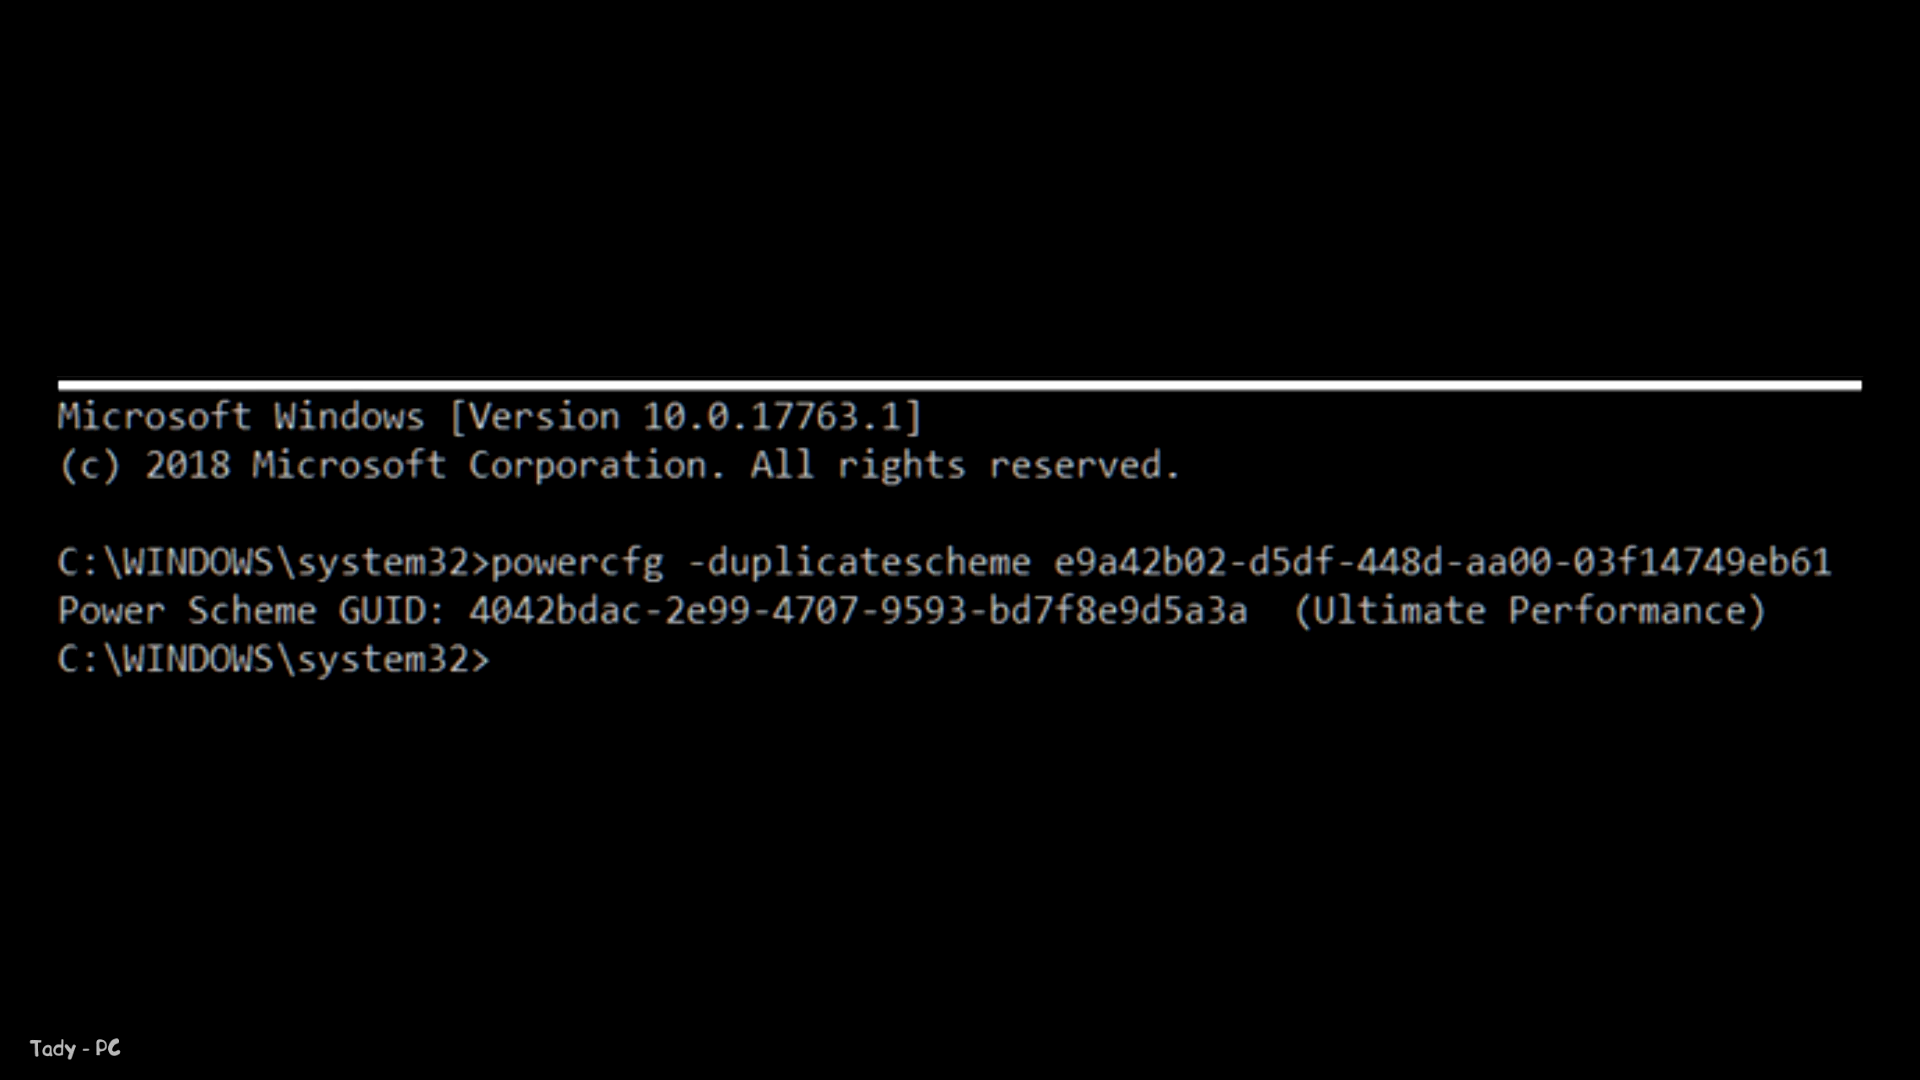 Microsoft Windows [Version 10.0.17763.1]
(c) 2018 Microsoft Corporation. All rights reserved.
C:\WINDOWS\system32>powercfg -duplicatescheme e9a42b02-d5df-448d-aa00-03f14749eb61
Power Scheme GUID: 4042bdac-2e99-4707-9593-bd7f8e9d5a3a  (Ultimate Performance)
C:\WINDOWS\system32>
Tady - PC